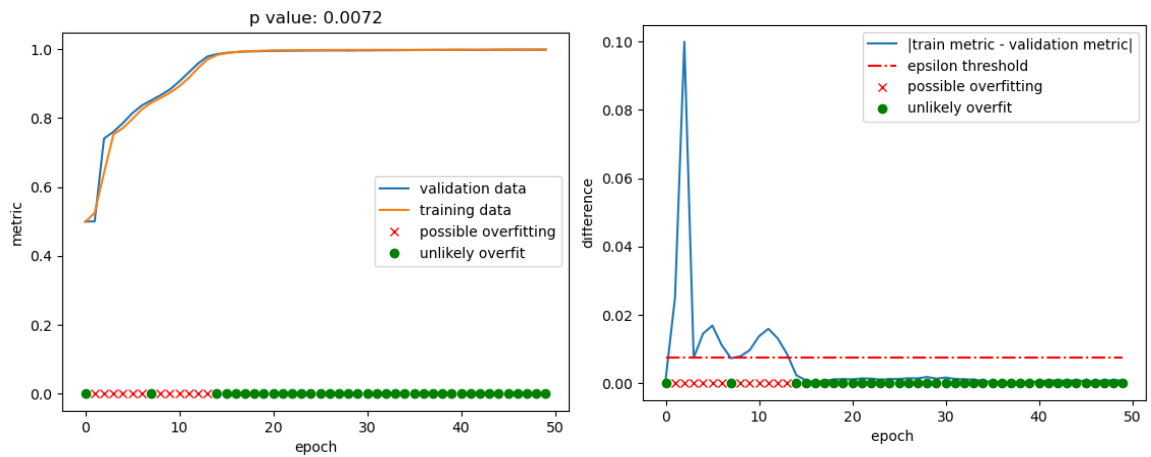 p value: 0.0072
metric
1.0
0.8
0.6
0.4
0.2
0.0
validation data
training data
possible overfitting
unlikely overfit
0 10 20 30 40 50
epoch
difference
0.10
0.08
0.06
0.04
0.02
0.00
|train metric - validation metric|
epsilon threshold
possible overfitting
unlikely overfit
0 10 20 30 40 50
epoch